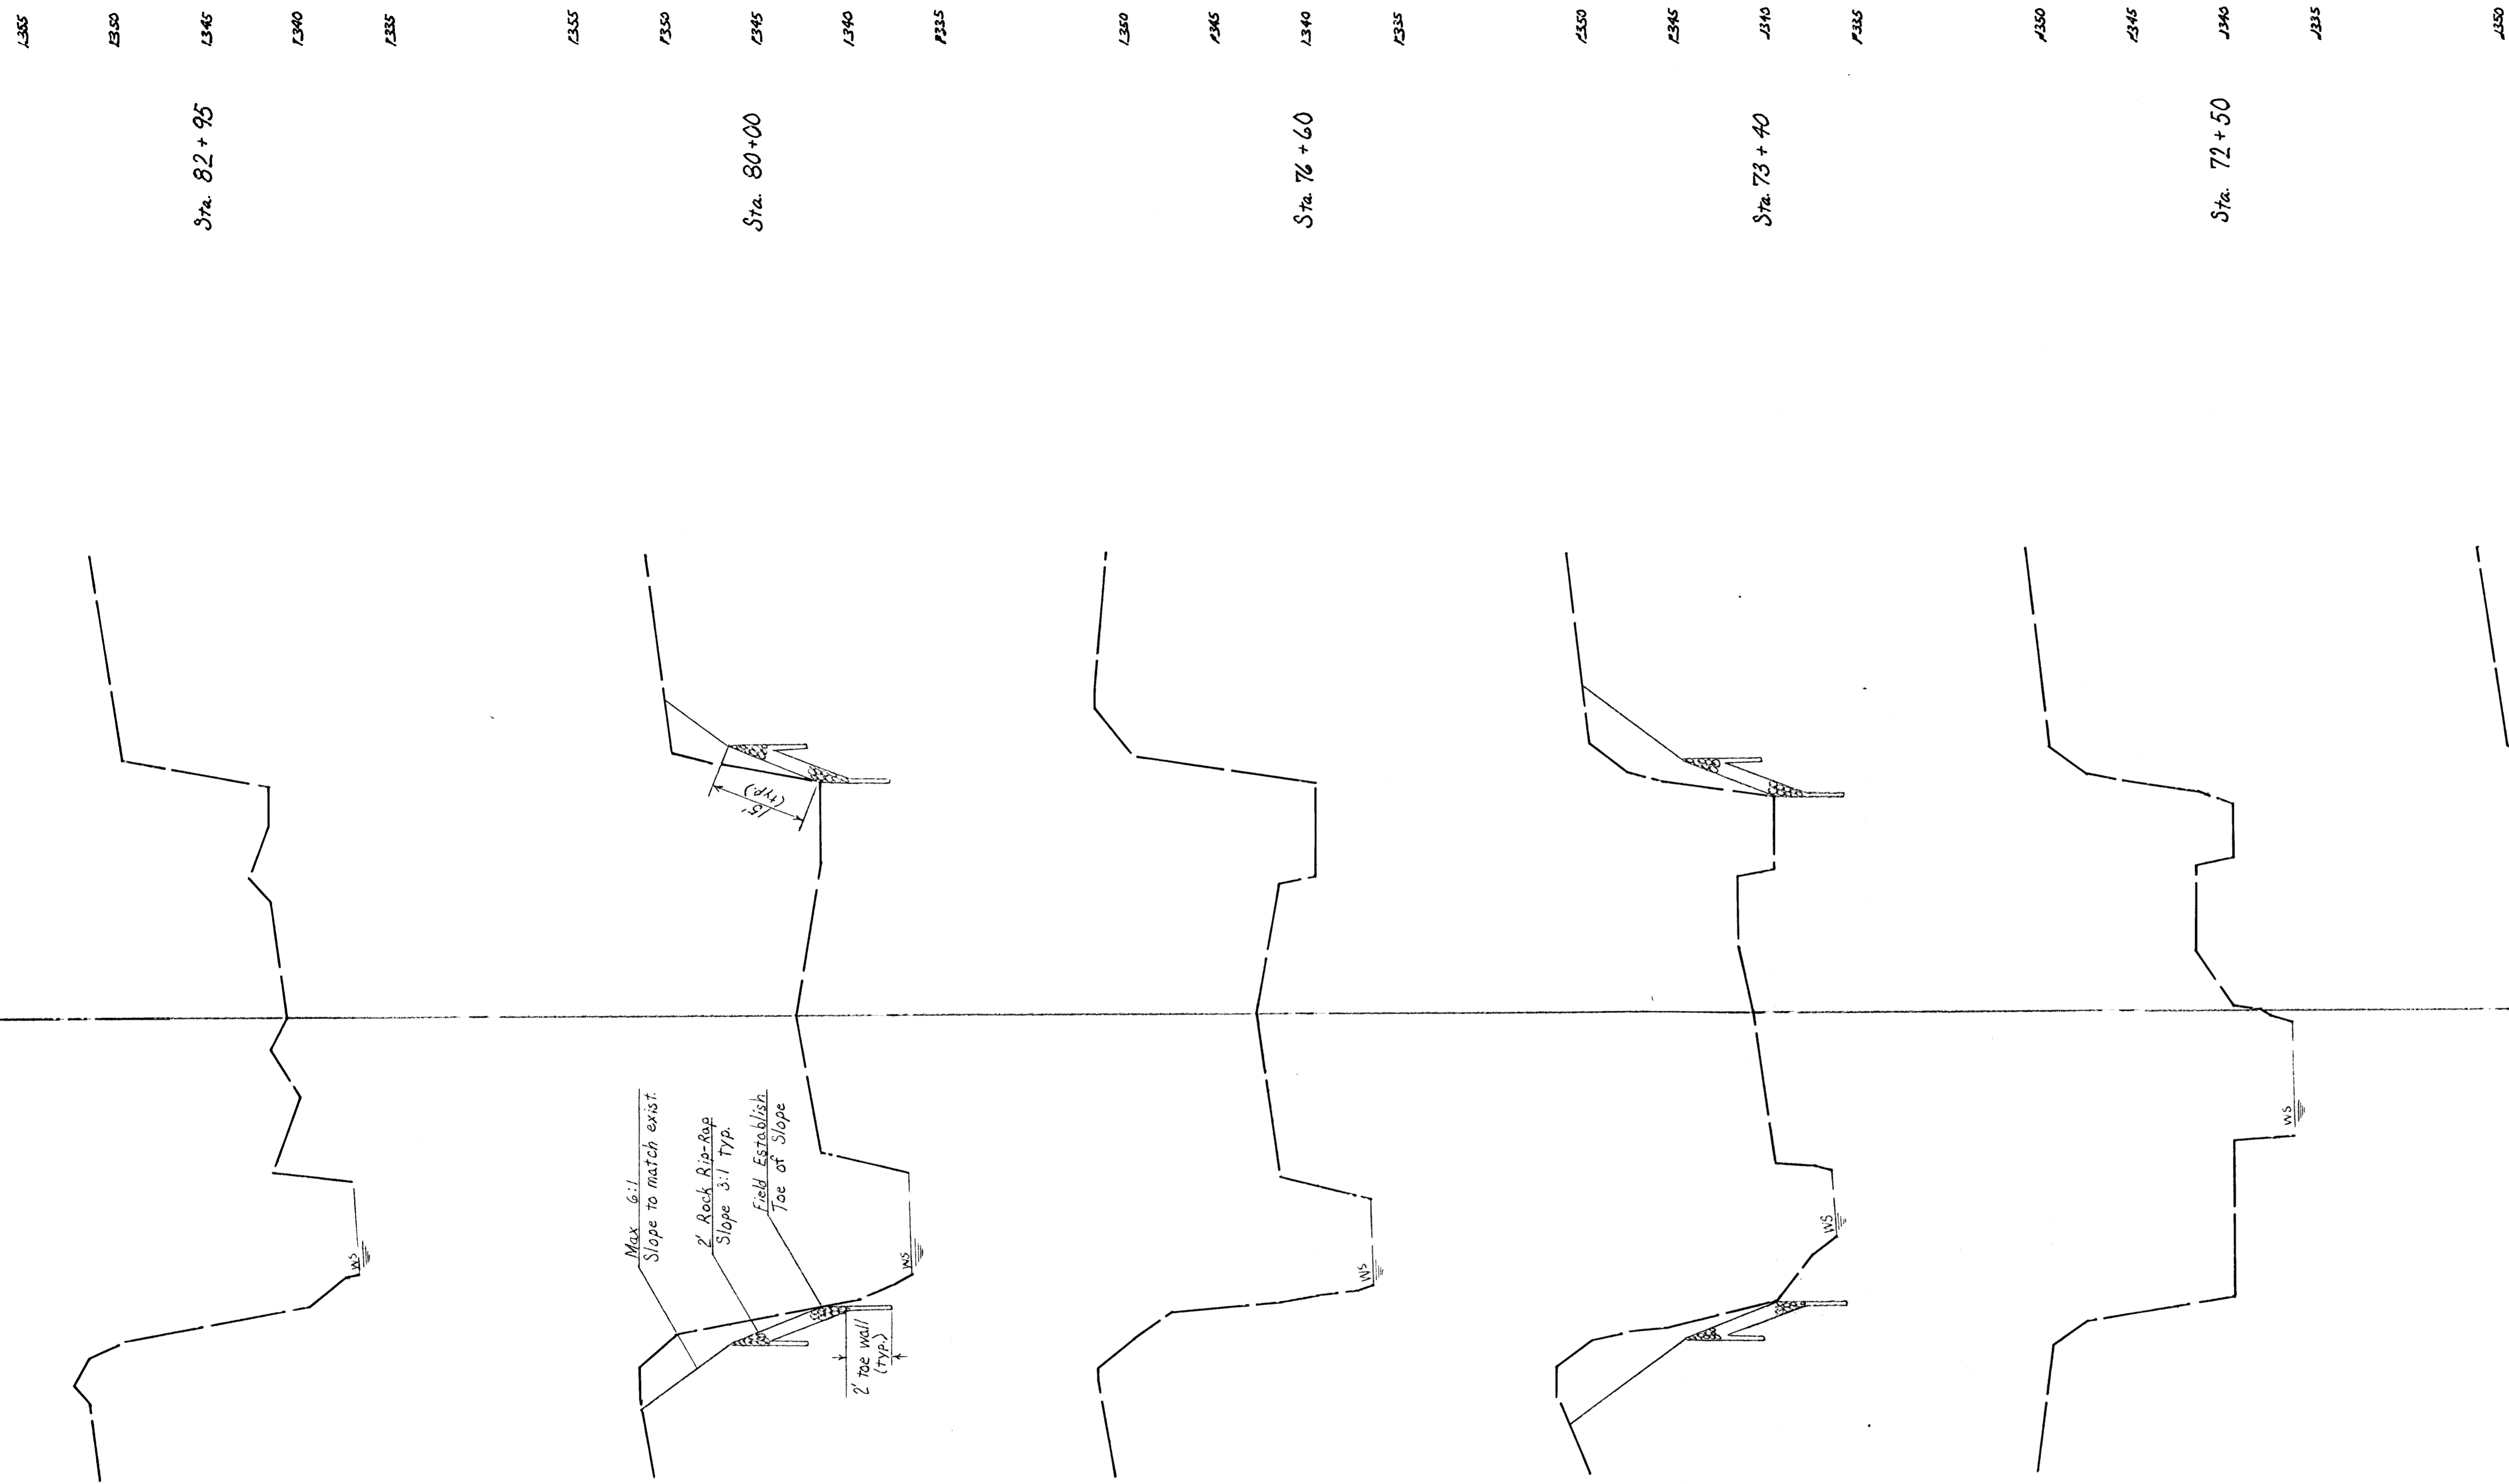 1355
1350
1345
1340
1335
Sta. 82+95
WS
1355
1350
1345
1340
1335
Sta. 80+00
15'
(typ.)
Max 6:1
Slope to match exist.
2' Rock Rip-Rap
Slope 3:1 Typ.
Field Establish
Toe of Slope
WS
2' toe wall
(typ.)
1350
1345
1340
1335
Sta. 76+60
WS
1350
1345
1340
1335
Sta. 73+40
WS
1350
1345
1340
1335
Sta. 72+50
WS
1350